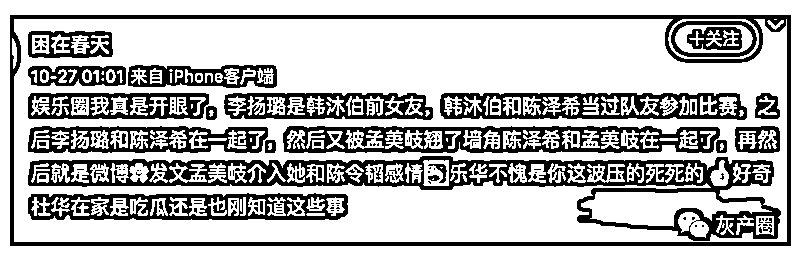 困在春天
十关注
10-27 01:01 来自 iPhone客户端
娱乐圈我真是开眼了，李扬璐是韩沐伯前女友，韩沐伯和陈泽希当过队友参加比赛，之
后李扬璐和陈泽希在一起了，然后又被孟美岐翘了墙角陈泽希和孟美岐在一起了，再然
后就是微博发文孟美岐介入她和陈令韬感情 乐华不愧是你这波压的死死的 好奇
杜华在家是吃瓜还是也刚知道这些事
灰产圈